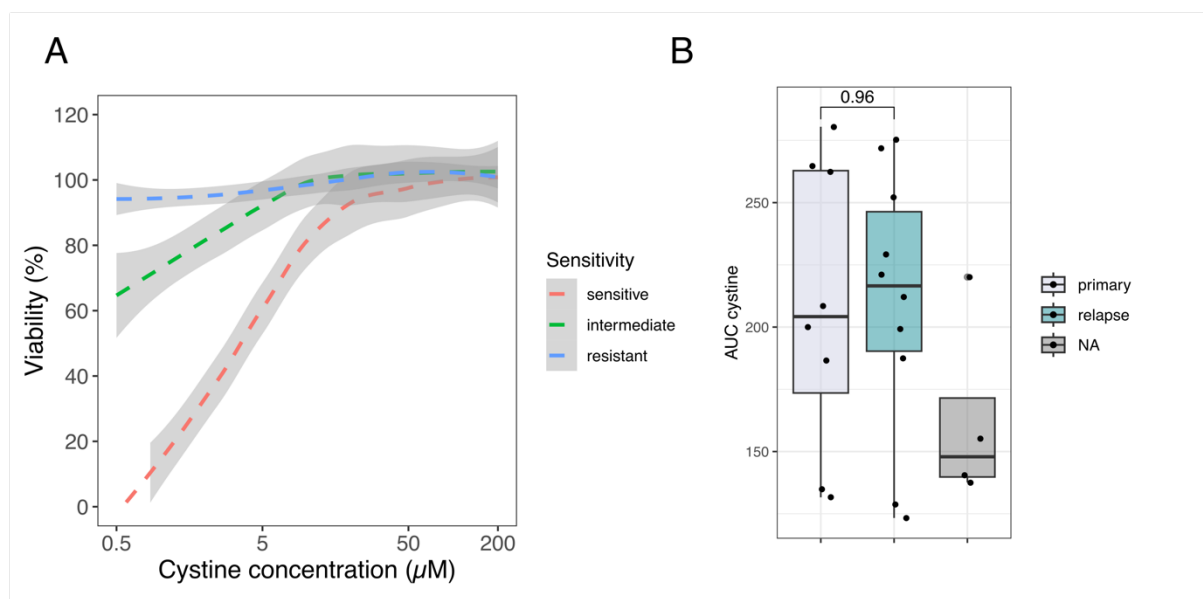 A
B
120
100
80
60
40
20
0
Viability (%)
0.5
5
50
200
Cystine concentration (µM)
Sensitivity
sensitive
intermediate
resistant
0.96
250
200
150
AUC cystine
primary
relapse
NA